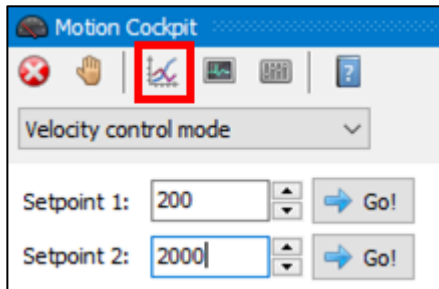 Motion Cockpit
?
Velocity control mode
Setpoint 1: 200 Go!
Setpoint 2: 2000 Go!